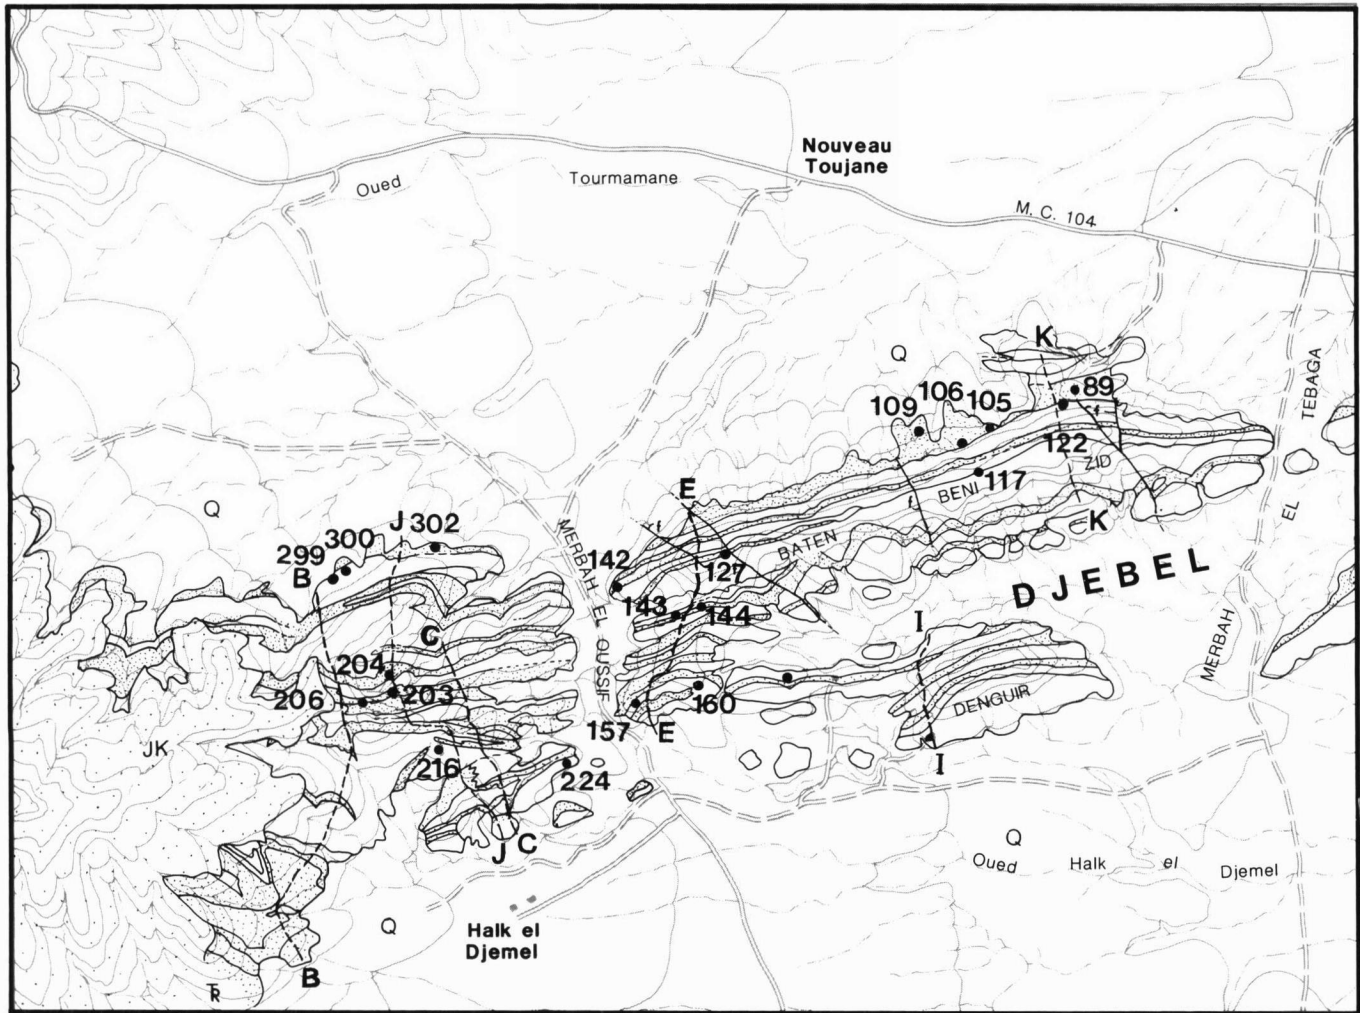 Nouveau
Toujane
Oued Tourmamane
M. C. 104
K
Q
TEBAGA
89
106
109
105
122
ZID
117
BENI
f
f
E
K
Q
J
302
f
BATEN
EL
300
299
B
MERBAH EL OUSSIF
142
127
DJEBEL
143
144
I
C
MERBAH
204
206
203
160
DENGUIR
157
E
JK
216
224
I
J
C
Q
Oued Halk el Djemel
Q
Halk el
Djemel
B
TR